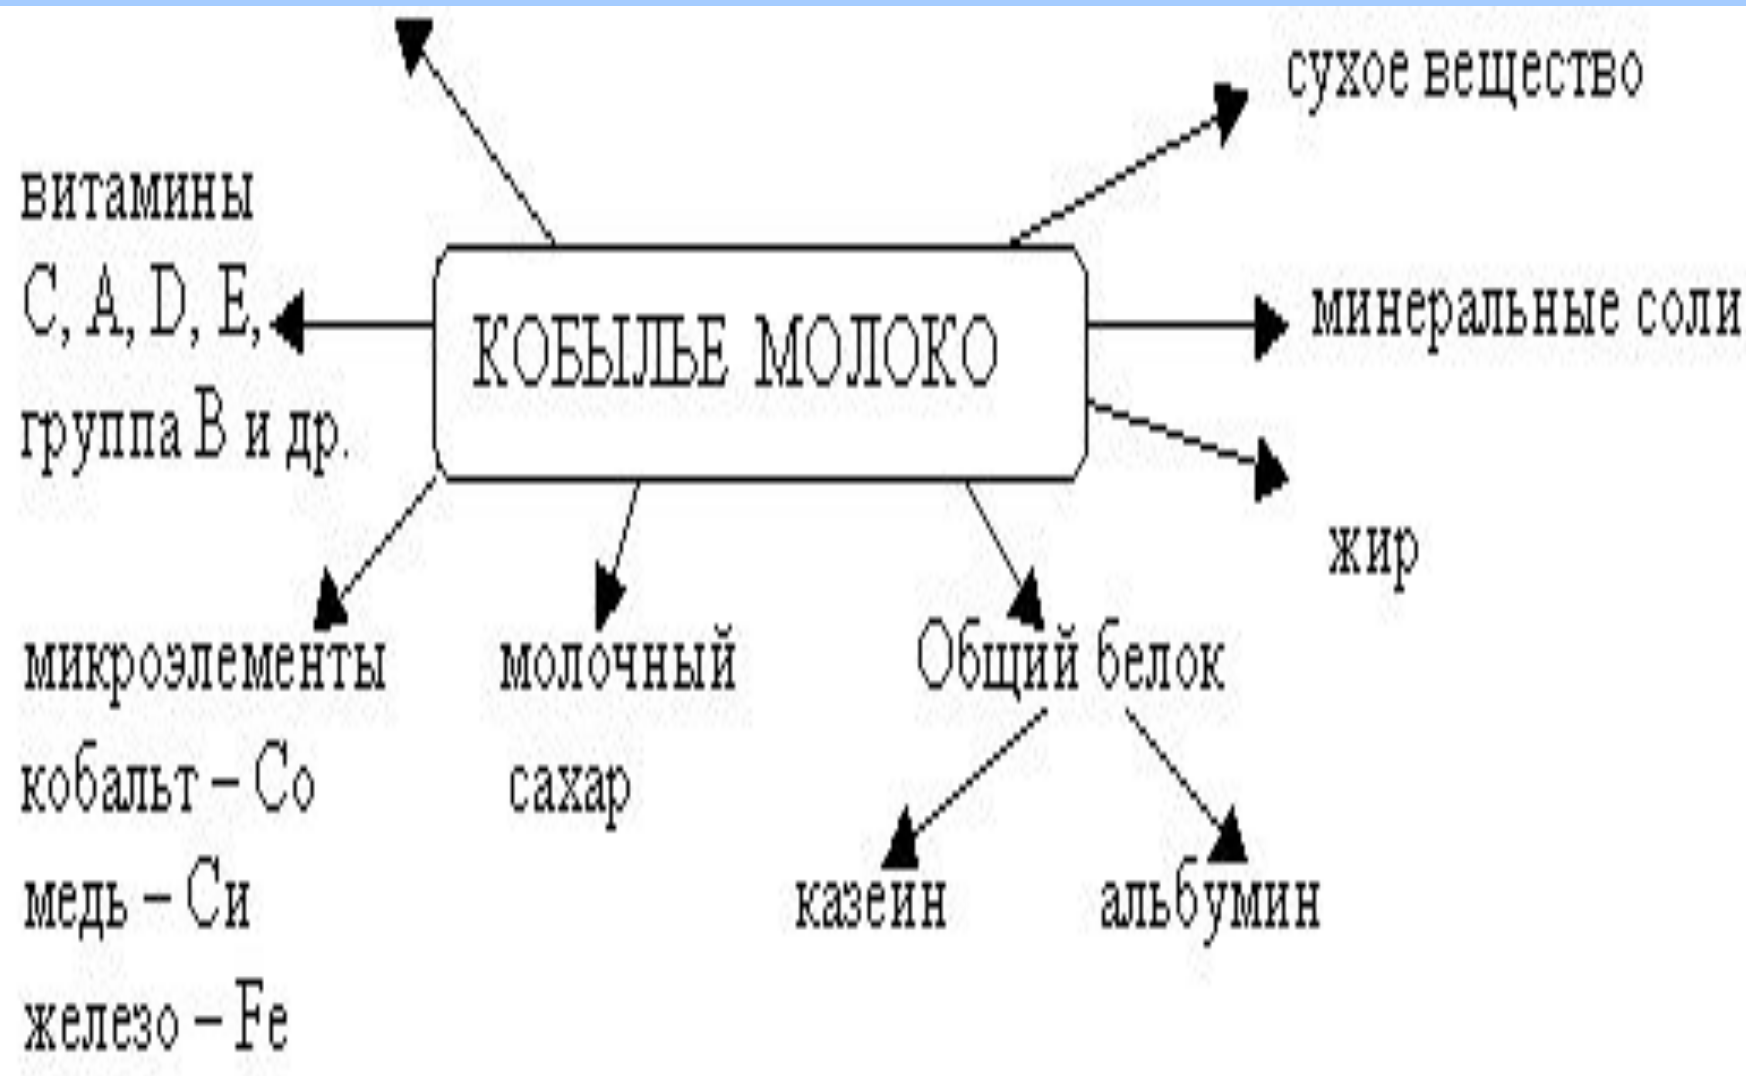 сухое вещество
витамины
C, A, D, E,
группа В и др.
КОБЫЛЬЕ МОЛОКО
минеральные соли
жир
микроэлементы
кобальт – Co
медь – Си
железо – Fe
молочный
сахар
Общий белок
казеин
альбумин